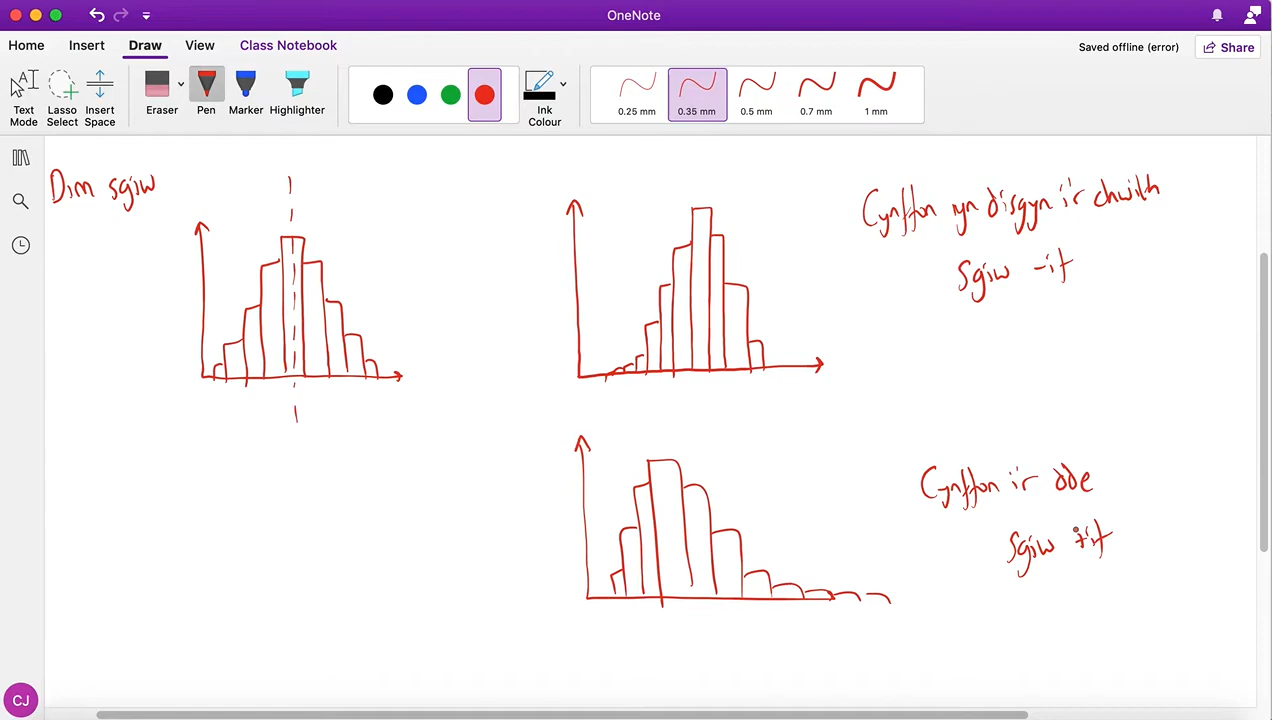 OneNote
Home Insert Draw View Class Notebook
Saved offline (error) Share
Text Mode
Lasso Select
Insert Space
Eraser
Pen
Marker
Highlighter
Ink Colour
0.25 mm
0.35 mm
0.5 mm
0.7 mm
1 mm
Dim sgiw
Cynffon yn disgyn i'r chwith
Sgiw -if
Cynffon i'r dde
Sgiw +if
CJ